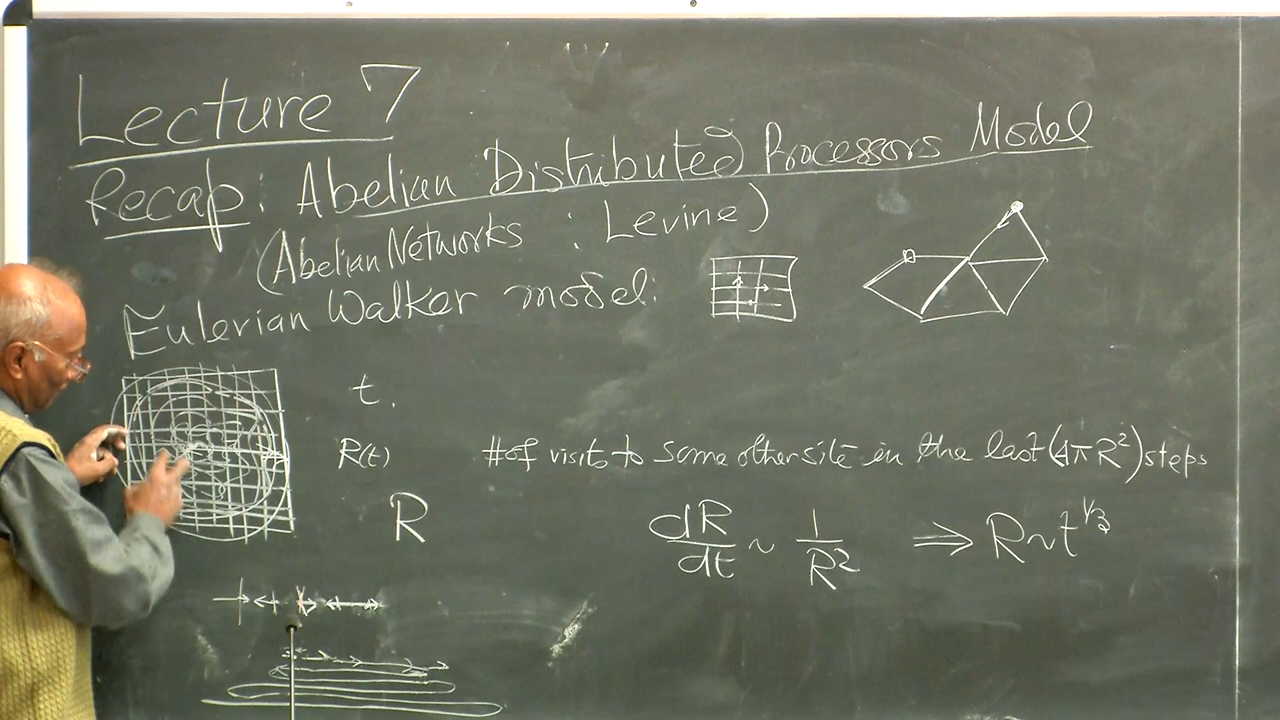 Lecture 7
Recap: Abelian Distributed Processors Model
(Abelian Networks : Levine)
Eulerian Walker model:
t.
R(t)
# of visits to some other site in the last (4πR²) steps
R
dR/dt ~ 1/R² ⇒ R~t^1/3